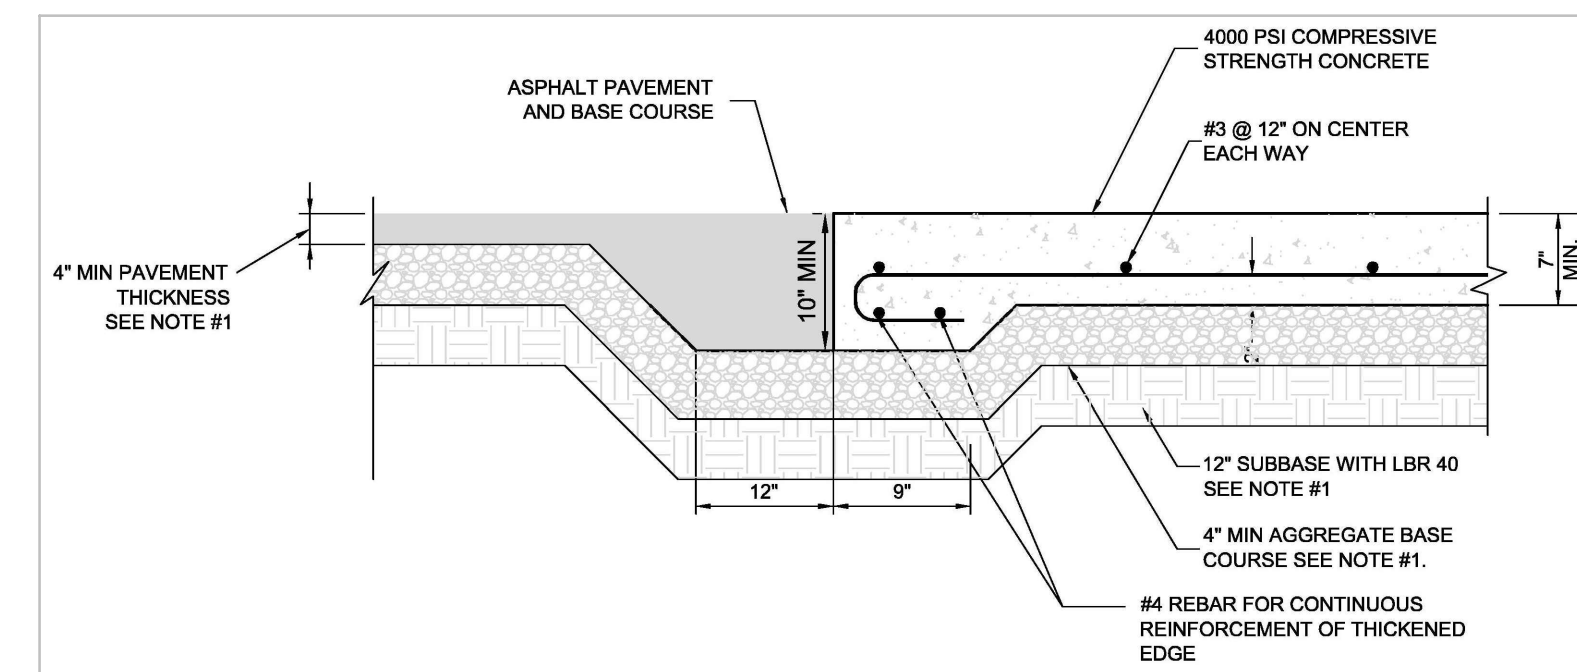 4000 PSI COMPRESSIVE
STRENGTH CONCRETE
ASPHALT PAVEMENT
AND BASE COURSE
#3 @ 12" ON CENTER
EACH WAY
4" MIN PAVEMENT
THICKNESS
SEE NOTE #1
10" MIN
7"
MIN.
12"
9"
12" SUBBASE WITH LBR 40
SEE NOTE #1
4" MIN AGGREGATE BASE
COURSE SEE NOTE #1.
#4 REBAR FOR CONTINUOUS
REINFORCEMENT OF THICKENED
EDGE